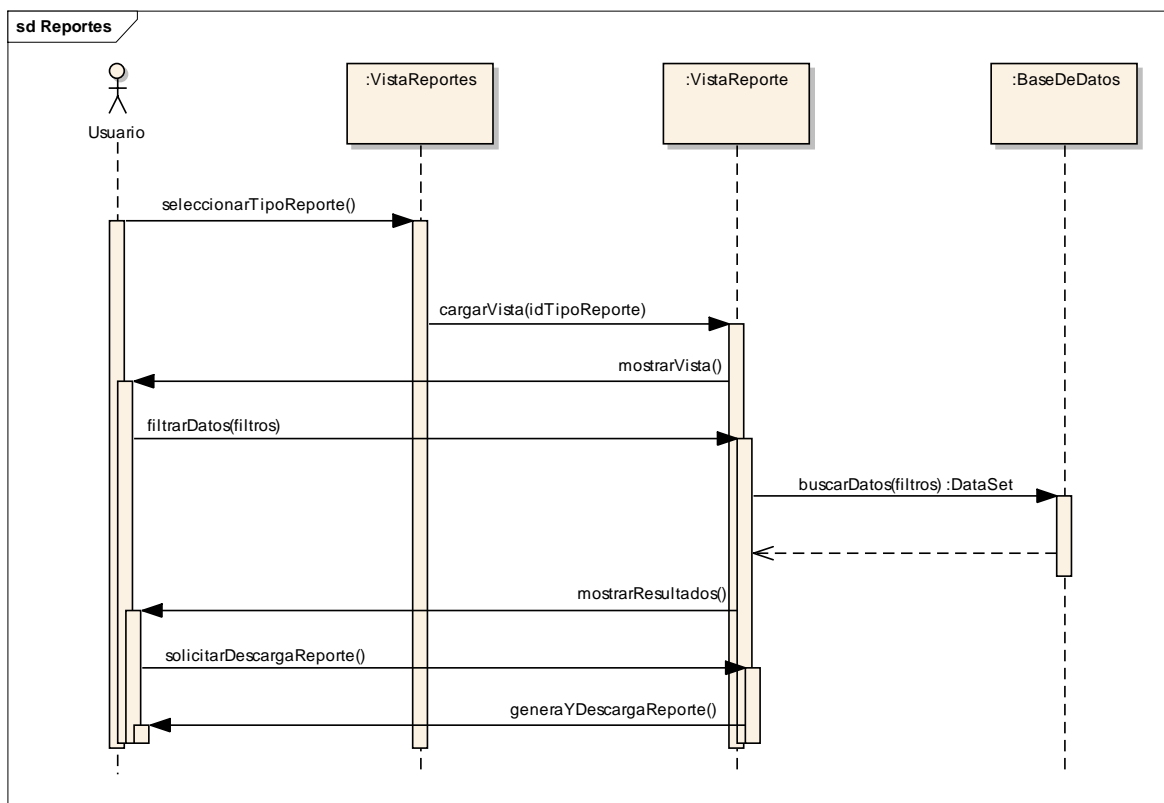 sd Reportes
Usuario
:VistaReportes
:VistaReporte
:BaseDeDatos
seleccionarTipoReporte()
cargarVista(idTipoReporte)
mostrarVista()
filtrarDatos(filtros)
buscarDatos(filtros) :DataSet
mostrarResultados()
solicitarDescargaReporte()
generaYDescargaReporte()